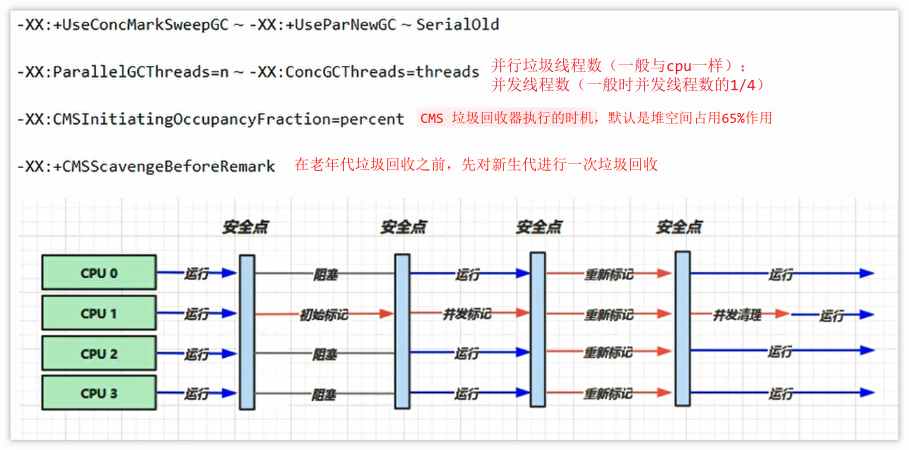 -XX:+UseConcMarkSweepGC ~ -XX:+UseParNewGC ~ SerialOld
-XX:ParallelGCThreads=n ~ -XX:ConcGCThreads=threads
并行垃圾线程数（一般与cpu一样）；
并发线程数（一般时并发线程数的1/4）
-XX:CMSInitiatingOccupancyFraction=percent
CMS 垃圾回收器执行的时机，默认是堆空间占用65%作用
-XX:+CMSScavengeBeforeRemark
在老年代垃圾回收之前，先对新生代进行一次垃圾回收
安全点 安全点 安全点 安全点
CPU 0 运行 阻塞 运行 重新标记 运行
CPU 1 运行 初始标记 并发标记 重新标记 并发清理 运行
CPU 2 运行 阻塞 运行 重新标记 运行
CPU 3 运行 阻塞 运行 重新标记 运行